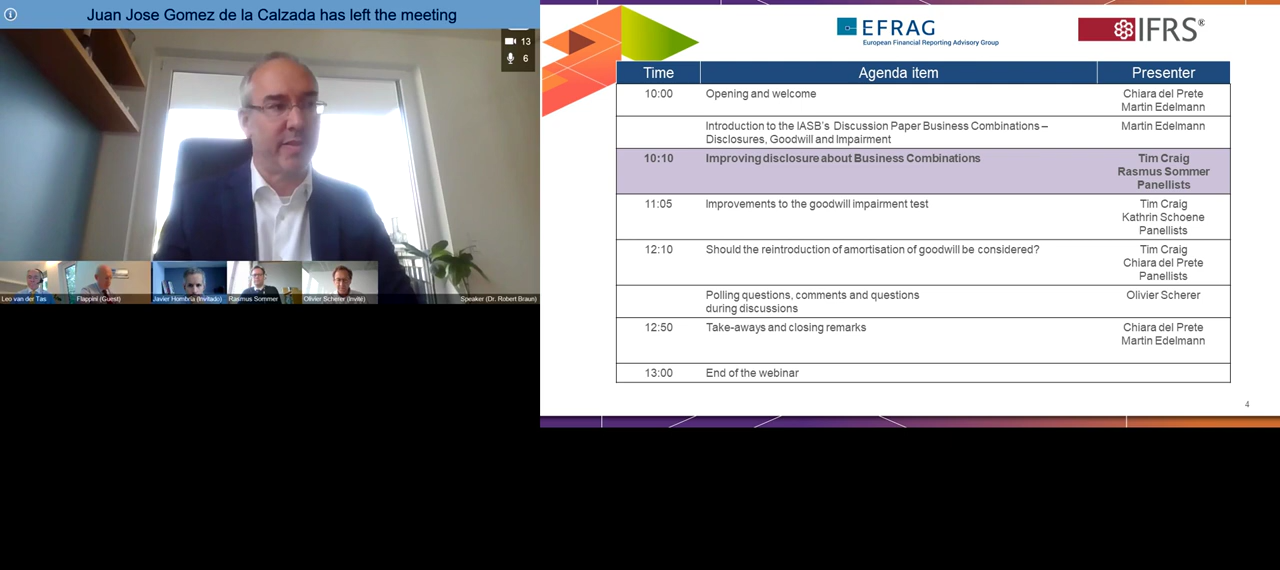 Juan Jose Gomez de la Calzada has left the meeting
13
6
Leo van der Tas
Flappini (Guest)
Javier Hombria (Invitado)
Rasmus Sommer
Olivier Scherer (Invité)
Speaker (Dr. Robert Braun)
EFRAG
European Financial Reporting Advisory Group
IFRS®
Time Agenda item Presenter
10:00 Opening and welcome Chiara del Prete
Martin Edelmann
Introduction to the IASB's Discussion Paper Business Combinations – Martin Edelmann
Disclosures, Goodwill and Impairment
10:10 Improving disclosure about Business Combinations Tim Craig
Rasmus Sommer
Panellists
11:05 Improvements to the goodwill impairment test Tim Craig
Kathrin Schoene
Panellists
12:10 Should the reintroduction of amortisation of goodwill be considered? Tim Craig
Chiara del Prete
Panellists
Polling questions, comments and questions Olivier Scherer
during discussions
12:50 Take-aways and closing remarks Chiara del Prete
Martin Edelmann
13:00 End of the webinar
4